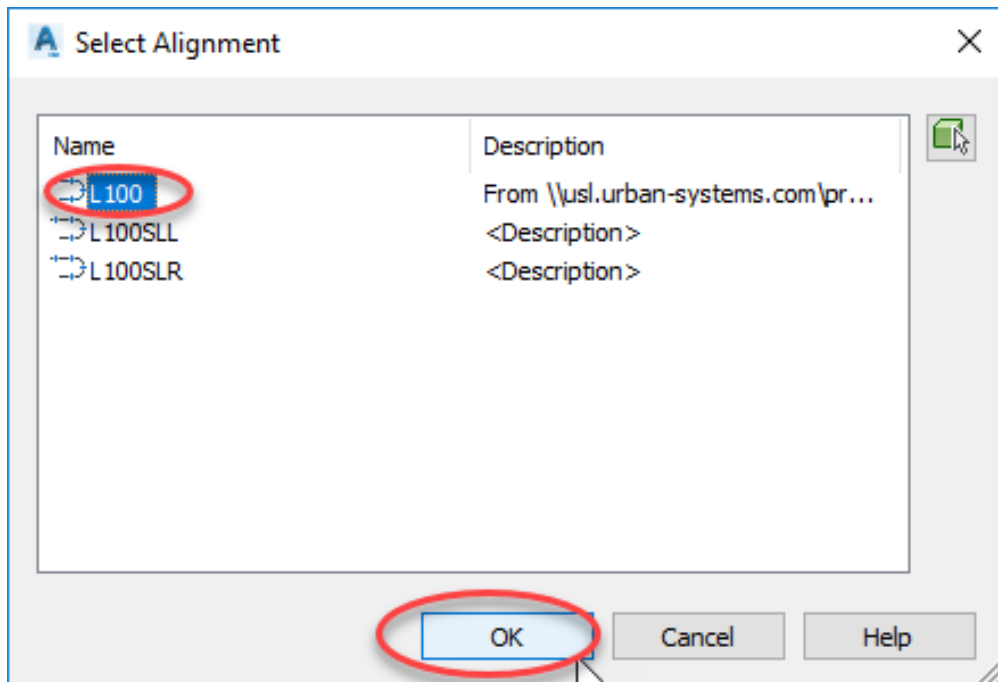 Select Alignment
Name Description
L100 From \\usl.urban-systems.com\pr...
L100SLL <Description>
L100SLR <Description>
OK Cancel Help